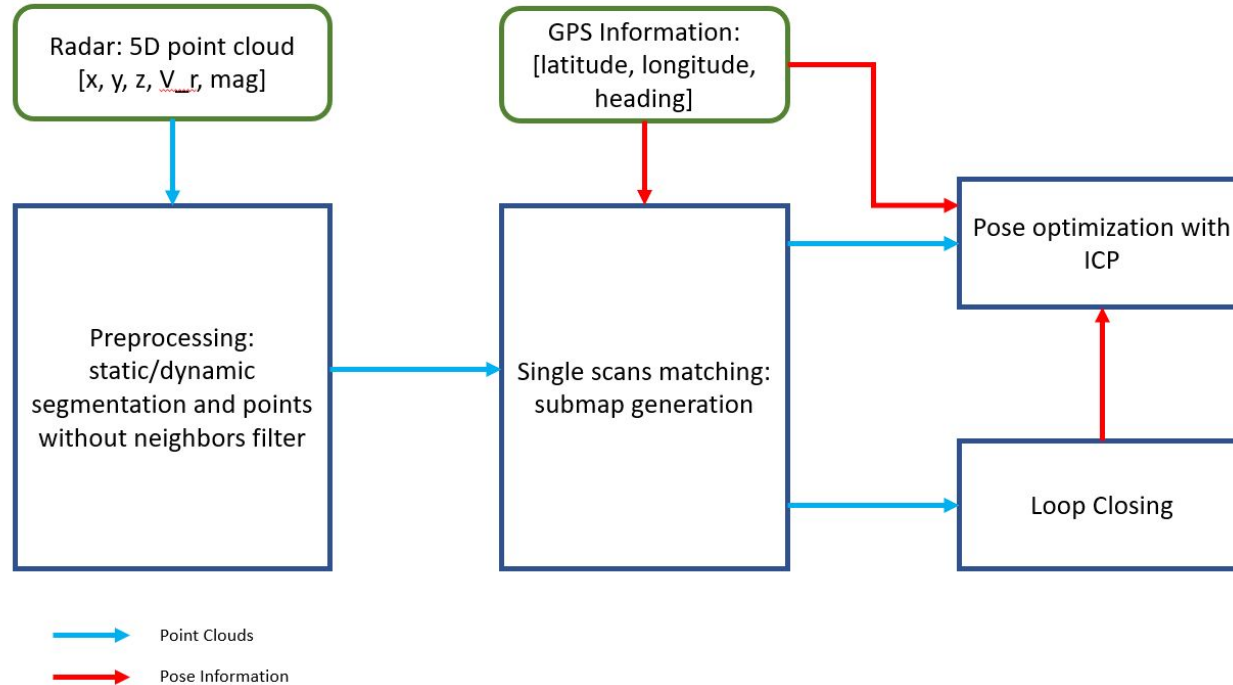 Radar: 5D point cloud
[x, y, z, V_r, mag]
GPS Information:
[latitude, longitude,
heading]
Preprocessing:
static/dynamic
segmentation and points
without neighbors filter
Single scans matching:
submap generation
Pose optimization with
ICP
Loop Closing
Point Clouds
Pose Information